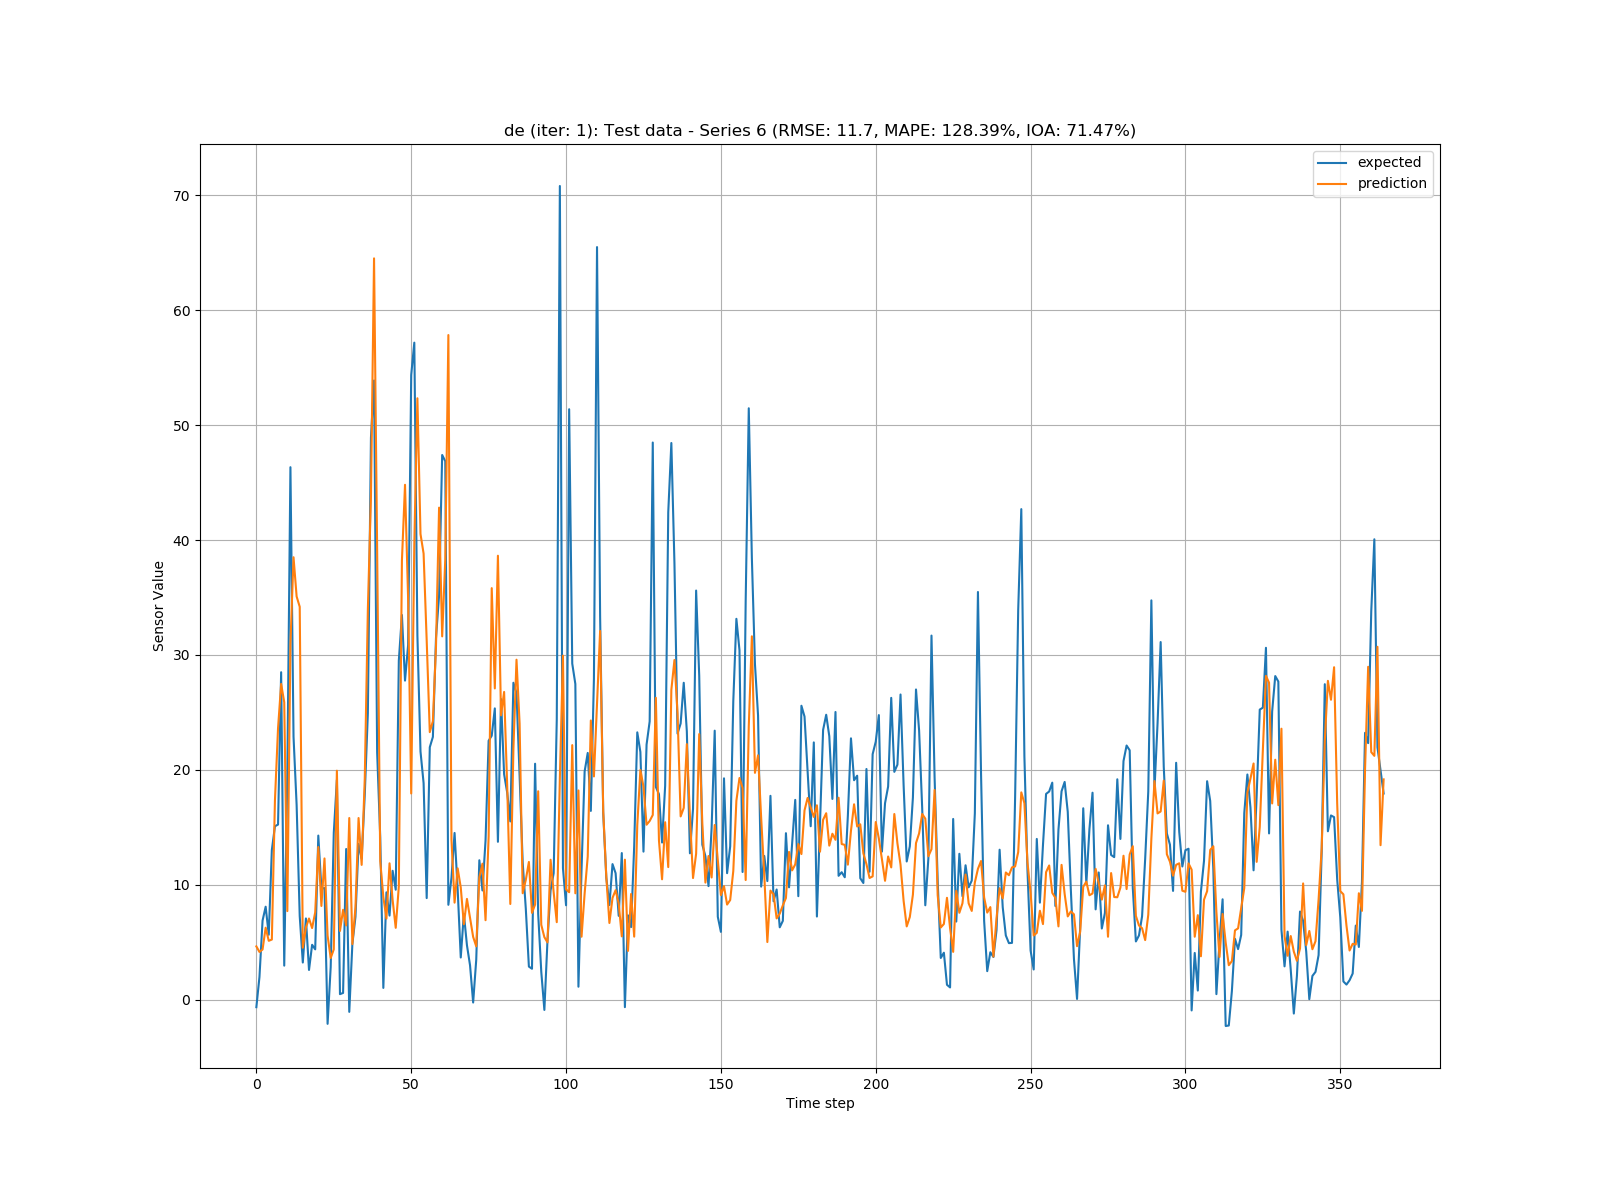 de (iter: 1): Test data - Series 6 (RMSE: 11.7, MAPE: 128.39%, IOA: 71.47%)
expected
prediction
70
60
50
40
30
20
10
0
Sensor Value
0 50 100 150 200 250 300 350
Time step